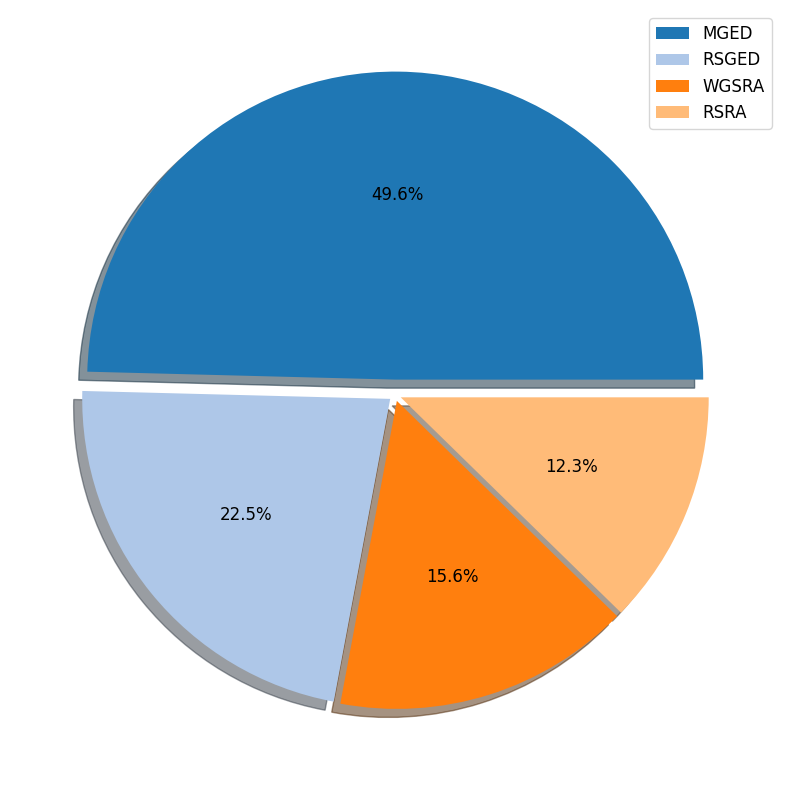 MGED
RSGED
WGSRA
RSRA
49.6%
12.3%
22.5%
15.6%